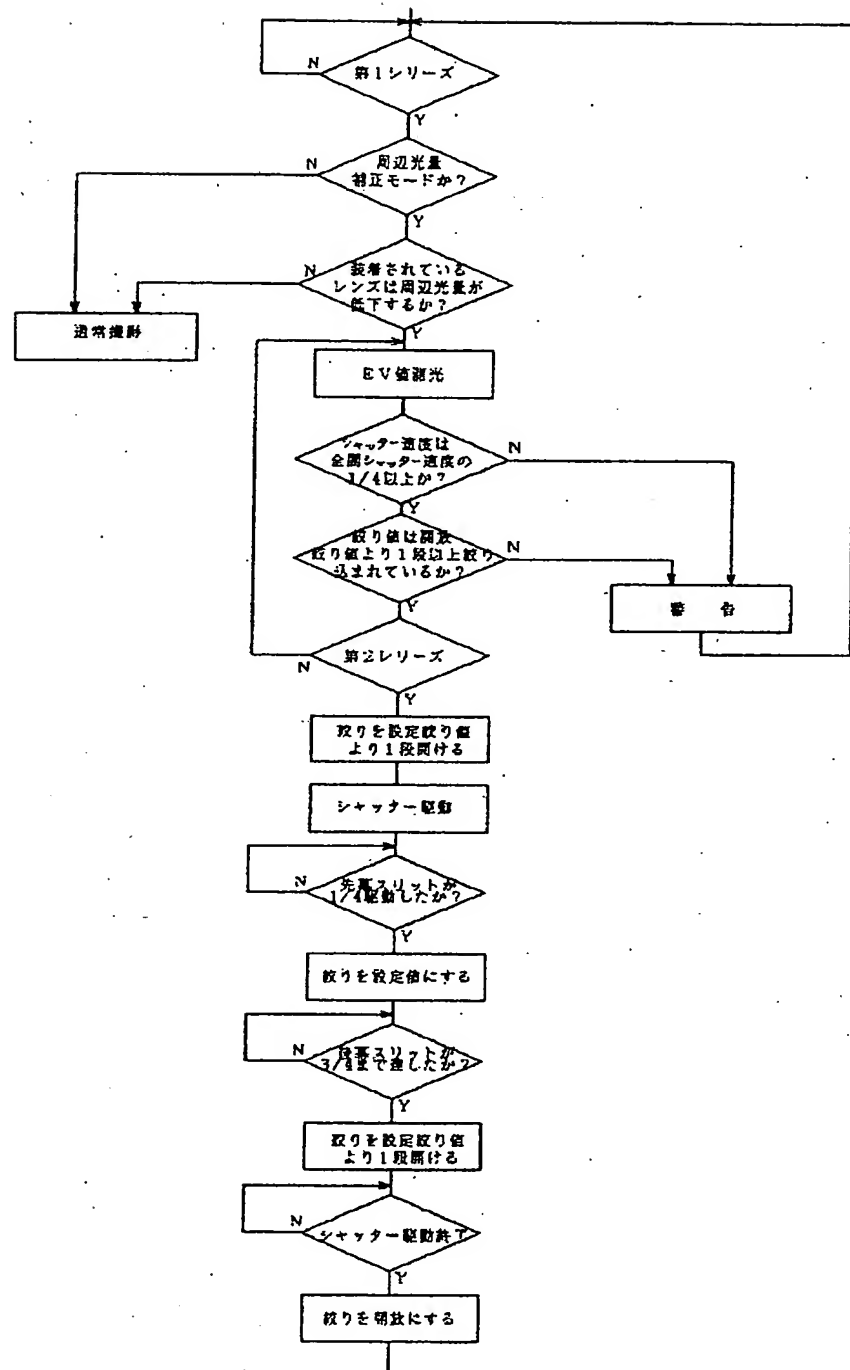 第1シリーズ
N
Y
周辺光量
補正モードか?
N
Y
装着されている
レンズは周辺光量が
低下するか?
N
Y
通常撮影
EV値測光
シャッター速度は
全開シャッター速度の
1/4以上か?
N
Y
絞り値は開放
絞り値より1段以上絞り
込まれているか?
N
Y
警 告
第2レリーズ
N
Y
絞りを設定絞り値
より1段開ける
シャッター駆動
先幕スリットが
1/4駆動したか?
N
Y
絞りを設定値にする
後幕スリットが
3/4まで達したか?
N
Y
絞りを設定絞り値
より1段開ける
シャッター駆動終了
N
Y
絞りを開放にする